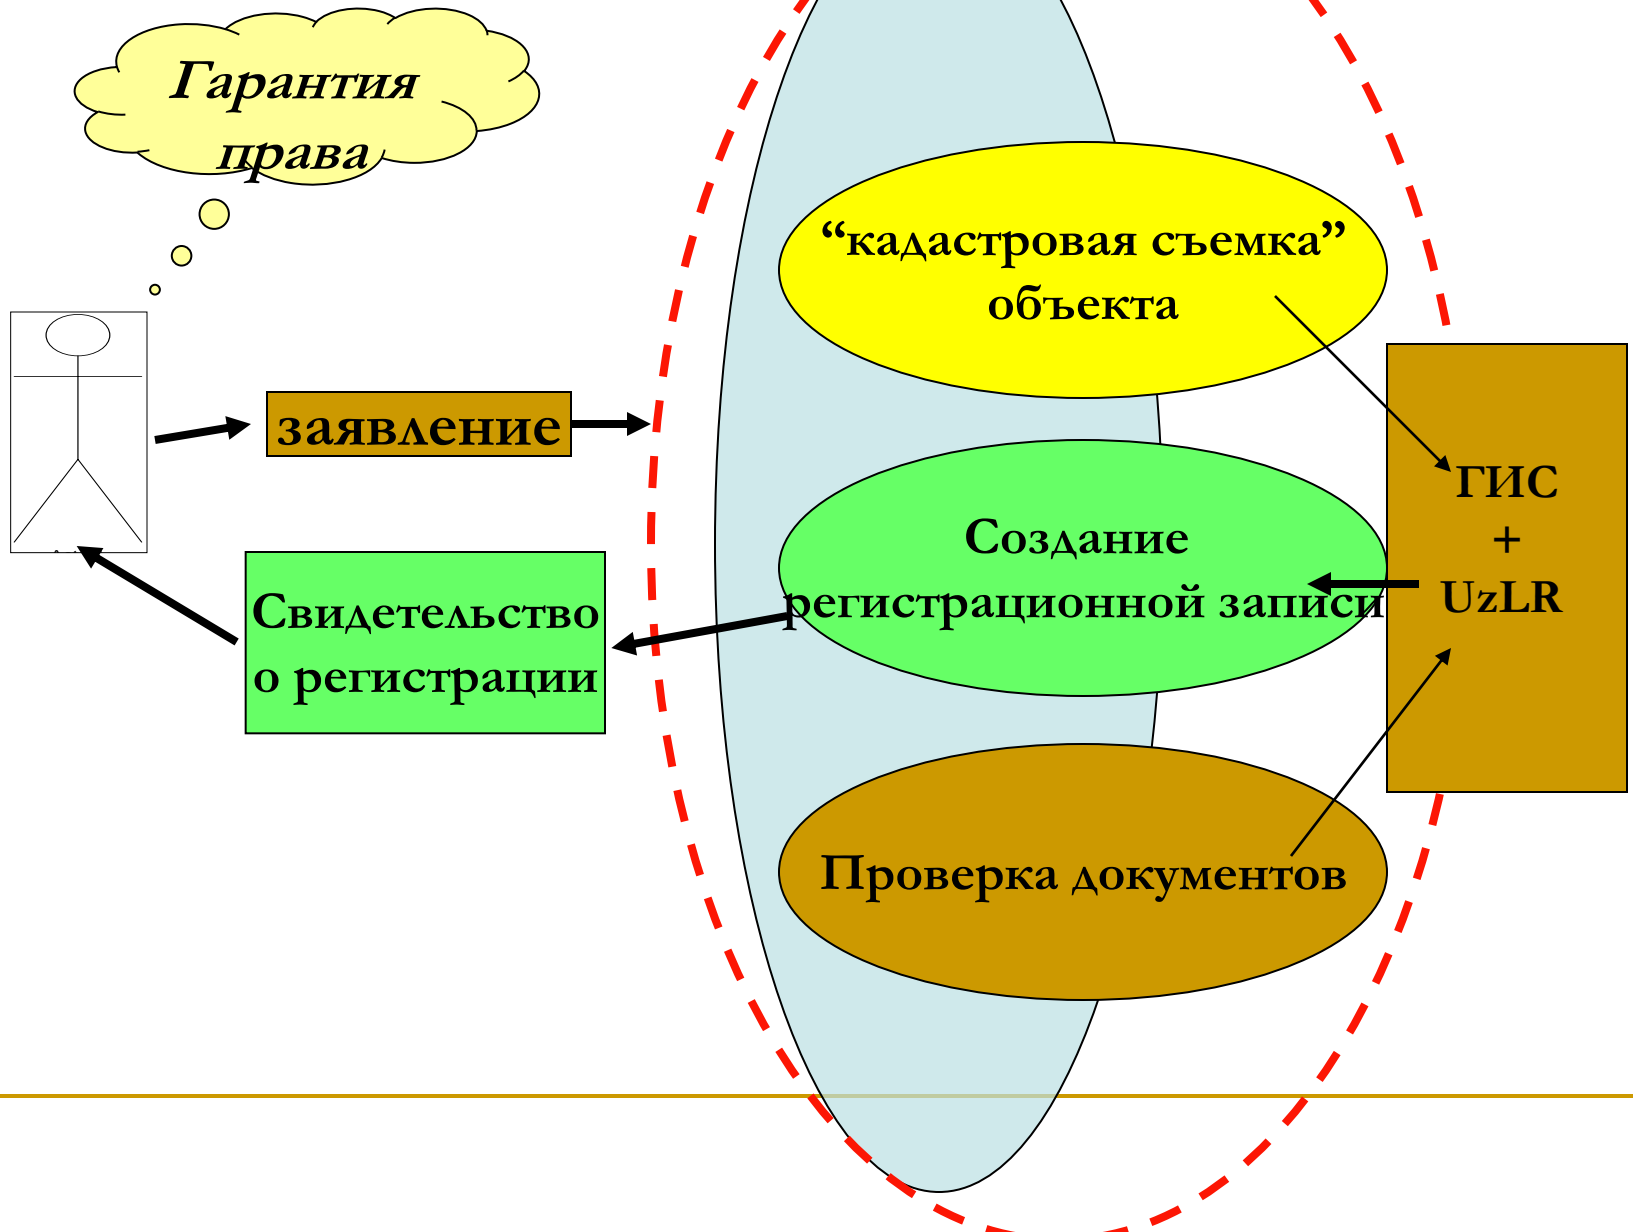 Гарантия
права
“кадастровая съемка”
объекта
заявление
ГИС
+
UzLR
Создание
регистрационной записи
Свидетельство
о регистрации
Проверка документов